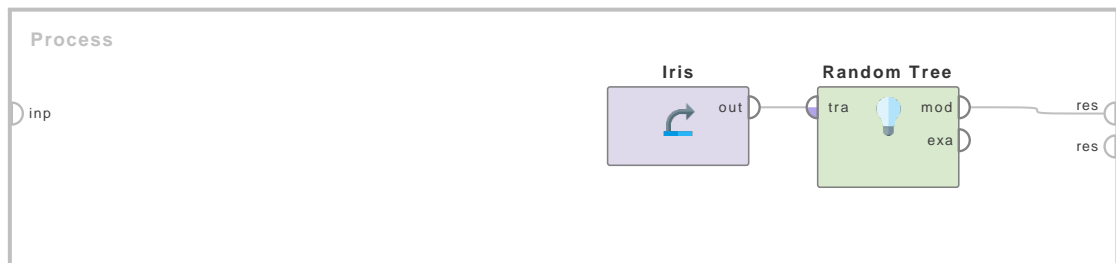 Process
Iris
Random Tree
inp
out
tra
mod
res
exa
res